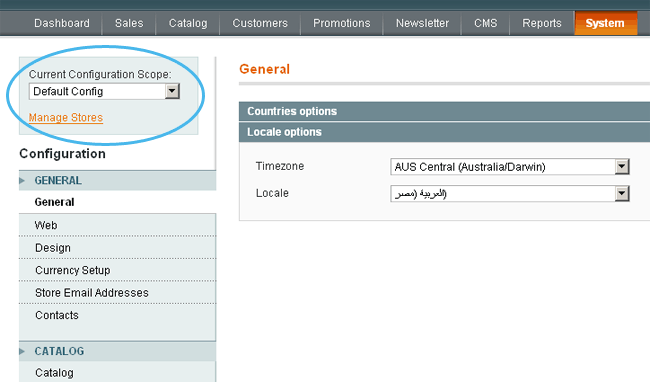 Dashboard Sales Catalog Customers Promotions Newsletter CMS Reports System
Current Configuration Scope:
Default Config
Manage Stores
Configuration
GENERAL
General
Web
Design
Currency Setup
Store Email Addresses
Contacts
CATALOG
Catalog
General
Countries options
Locale options
Timezone AUS Central (Australia/Darwin)
Locale العربية (مصر)